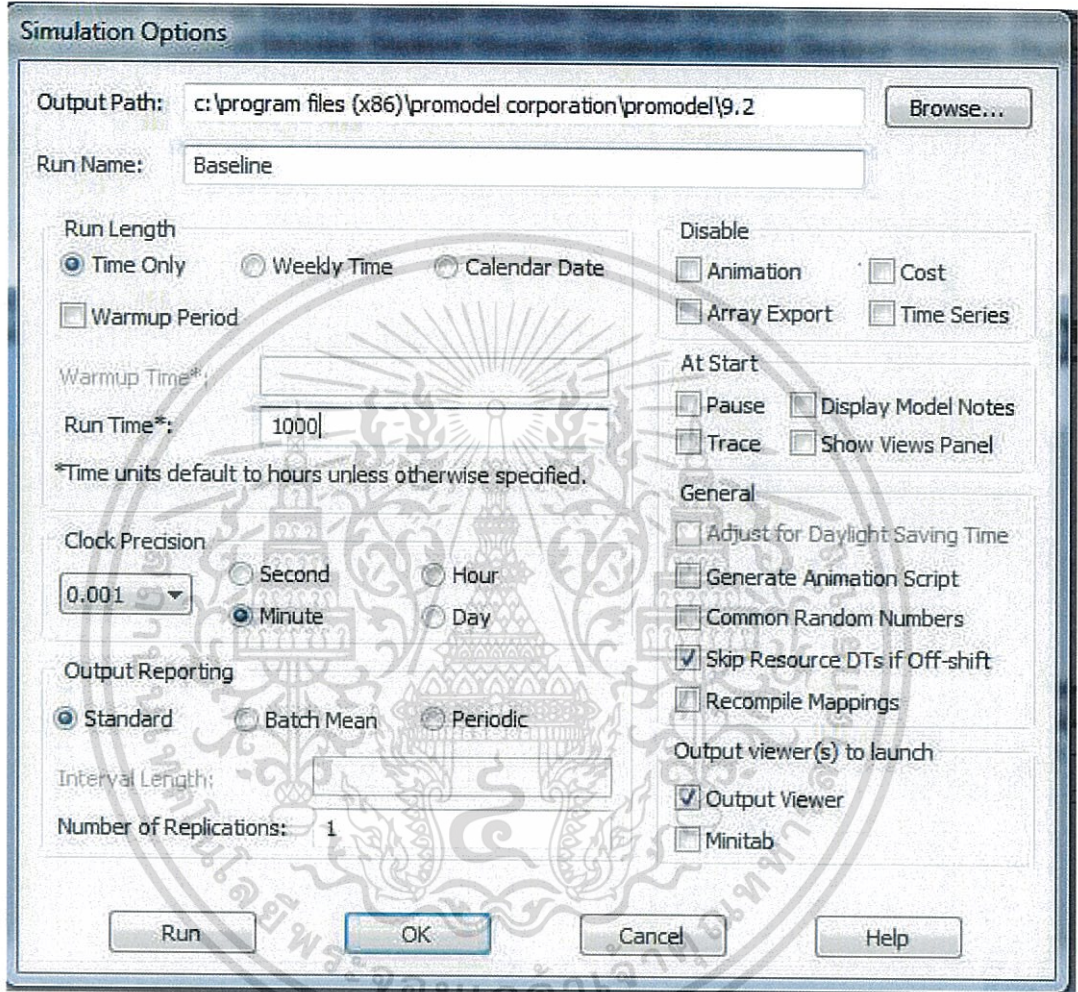 Simulation Options
Output Path: c:\program files (x86)\promodel corporation\promodel\9.2 Browse...
Run Name: Baseline
Run Length
Time Only Weekly Time Calendar Date
Warmup Period
Warmup Time*:
Run Time*: 1000
*Time units default to hours unless otherwise specified.
Clock Precision
0.001 Second Hour
Minute Day
Output Reporting
Standard Batch Mean Periodic
Interval Length:
Number of Replications: 1
Disable
Animation Cost
Array Export Time Series
At Start
Pause Display Model Notes
Trace Show Views Panel
General
Adjust for Daylight Saving Time
Generate Animation Script
Common Random Numbers
Skip Resource DTs if Off-shift
Recompile Mappings
Output viewer(s) to launch
Output Viewer
Minitab
Run OK Cancel Help